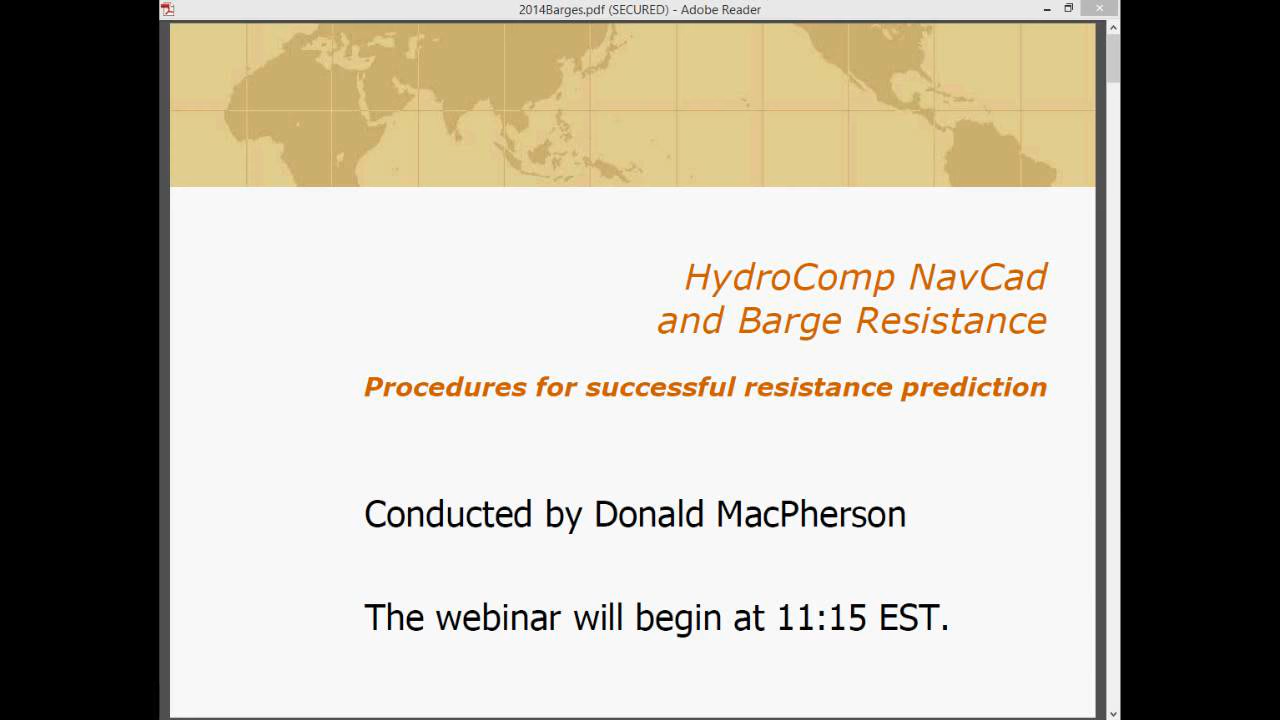 2014Barges.pdf (SECURED) - Adobe Reader
HydroComp NavCad
and Barge Resistance
Procedures for successful resistance prediction
Conducted by Donald MacPherson
The webinar will begin at 11:15 EST.